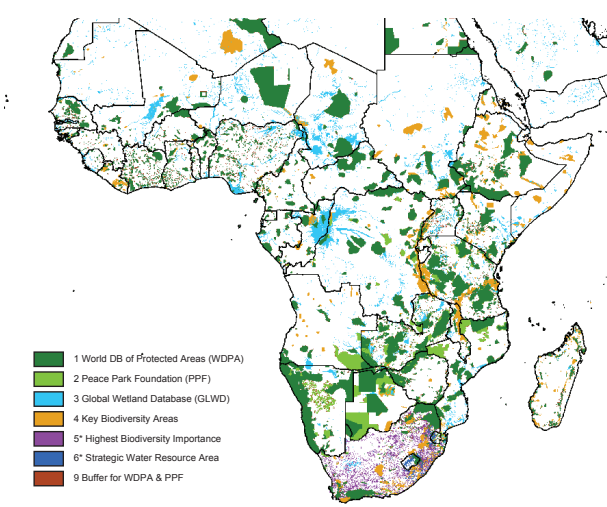 1 World DB of Protected Areas (WDPA)
2 Peace Park Foundation (PPF)
3 Global Wetland Database (GLWD)
4 Key Biodiversity Areas
5* Highest Biodiversity Importance
6* Strategic Water Resource Area
9 Buffer for WDPA & PPF